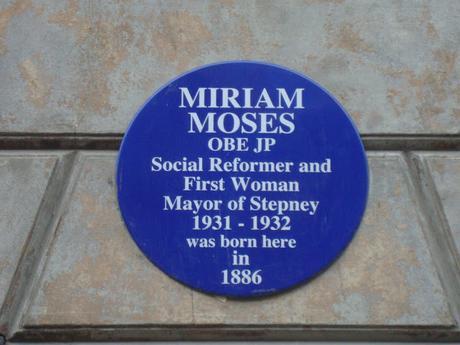 MIRIAM
MOSES
OBE JP
Social Reformer and
First Woman
Mayor of Stepney
1931 - 1932
was born here
in
1886